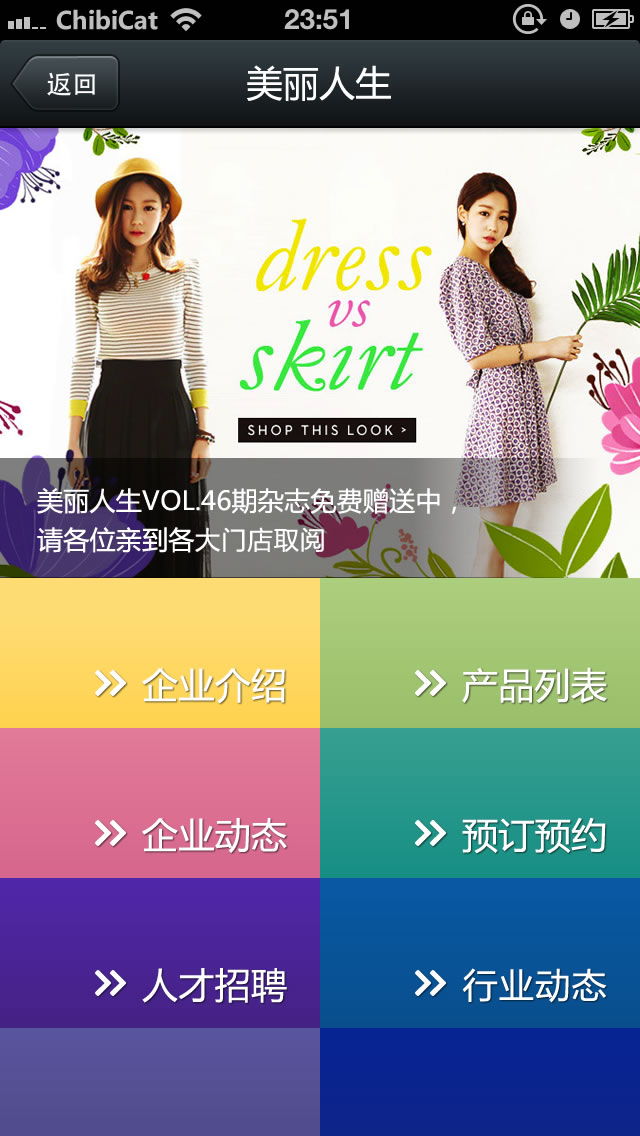 ChibiCat 23:51
返回 美丽人生
dress
vs
skirt
SHOP THIS LOOK >
美丽人生VOL.46期杂志免费赠送中，
请各位亲到各大门店取阅
企业介绍 产品列表
企业动态 预订预约
人才招聘 行业动态